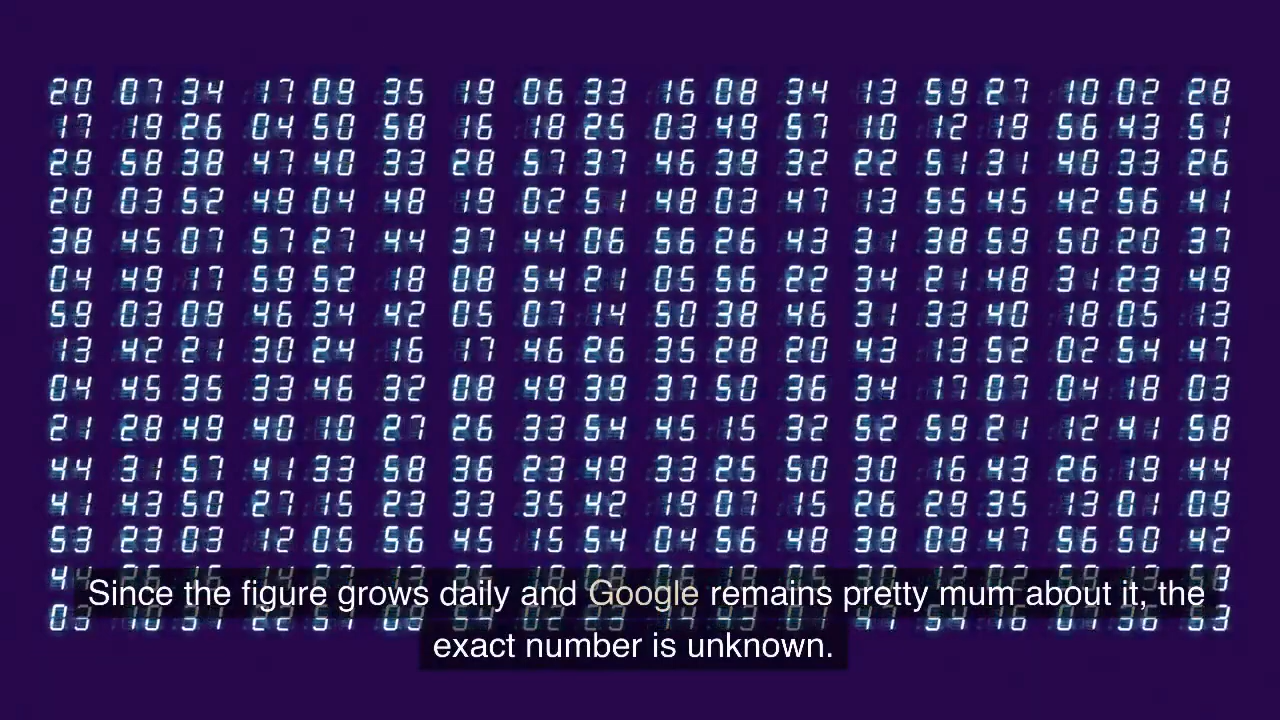 20 07 34 17 09 35 19 06 33 16 08 34 13 59 27 10 02 28
17 19 26 04 50 58 16 18 25 03 49 57 10 12 19 56 43 51
29 58 38 47 40 33 28 57 37 46 39 32 22 51 31 40 33 26
20 03 52 49 04 48 19 02 51 48 03 47 13 55 45 42 56 41
38 45 07 57 27 44 37 44 06 56 26 43 31 38 59 50 20 37
04 49 17 59 52 18 08 54 21 05 56 22 34 21 48 31 23 49
59 03 09 46 34 42 05 07 14 50 38 46 31 33 40 18 05 13
13 42 21 30 24 16 17 46 26 35 28 20 43 13 52 02 54 47
04 45 35 33 46 32 08 49 38 37 50 36 34 17 07 04 18 03
21 28 49 40 10 27 26 33 54 45 15 32 52 59 21 12 41 58
44 31 57 41 33 58 36 23 49 33 25 50 30 16 43 26 19 44
41 43 50 27 15 23 33 35 42 19 07 15 26 29 35 13 01 09
53 23 03 12 05 56 45 15 54 04 56 48 38 08 47 56 50 42
Since the figure grows daily and Google remains pretty mum about it, the
exact number is unknown.